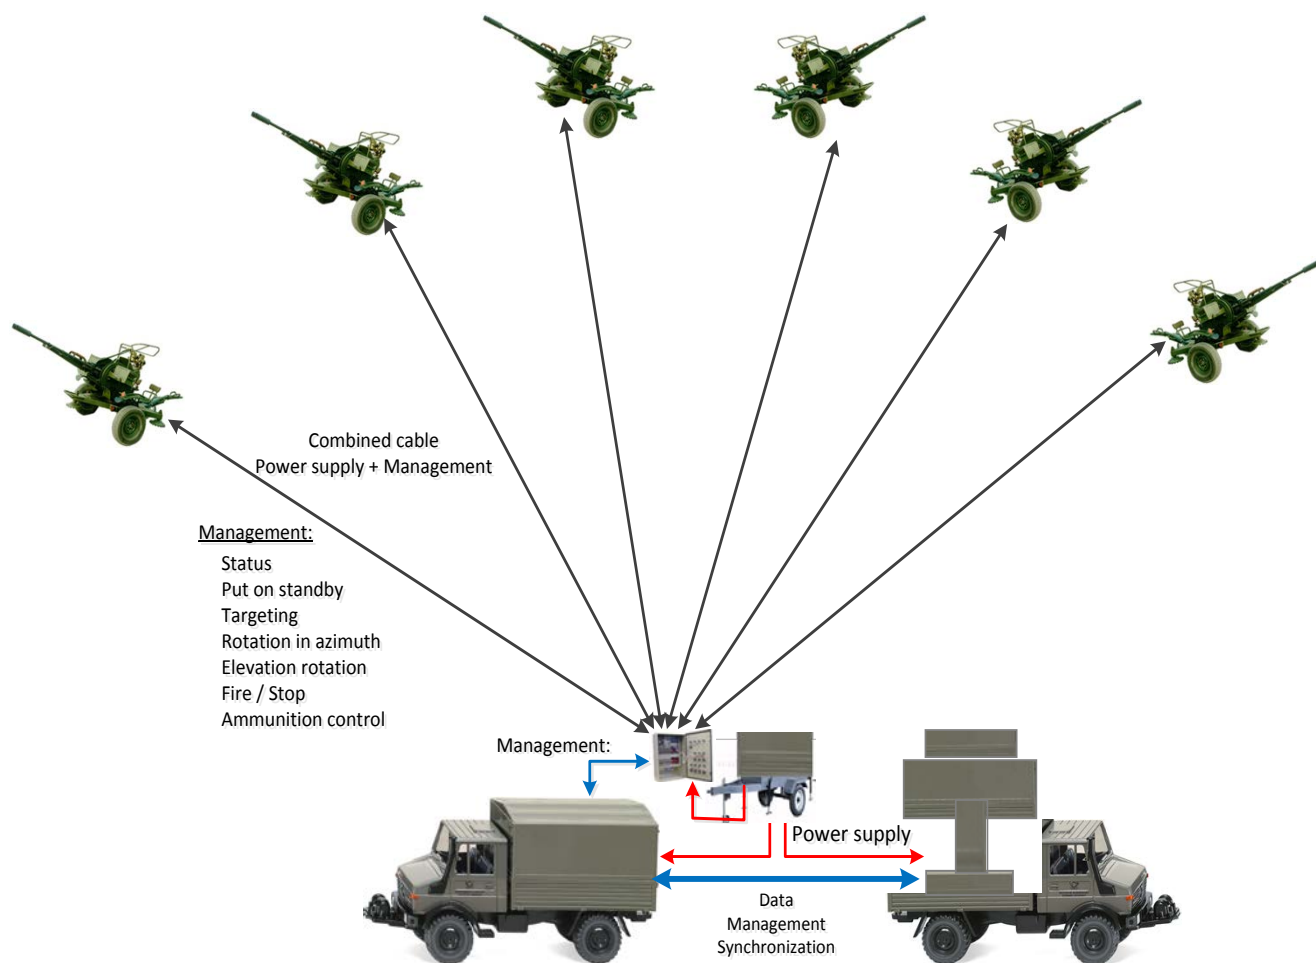 Combined cable
Power supply + Management
Management:
Status
Put on standby
Targeting
Rotation in azimuth
Elevation rotation
Fire / Stop
Ammunition control
Management:
Power supply
Data
Management
Synchronization